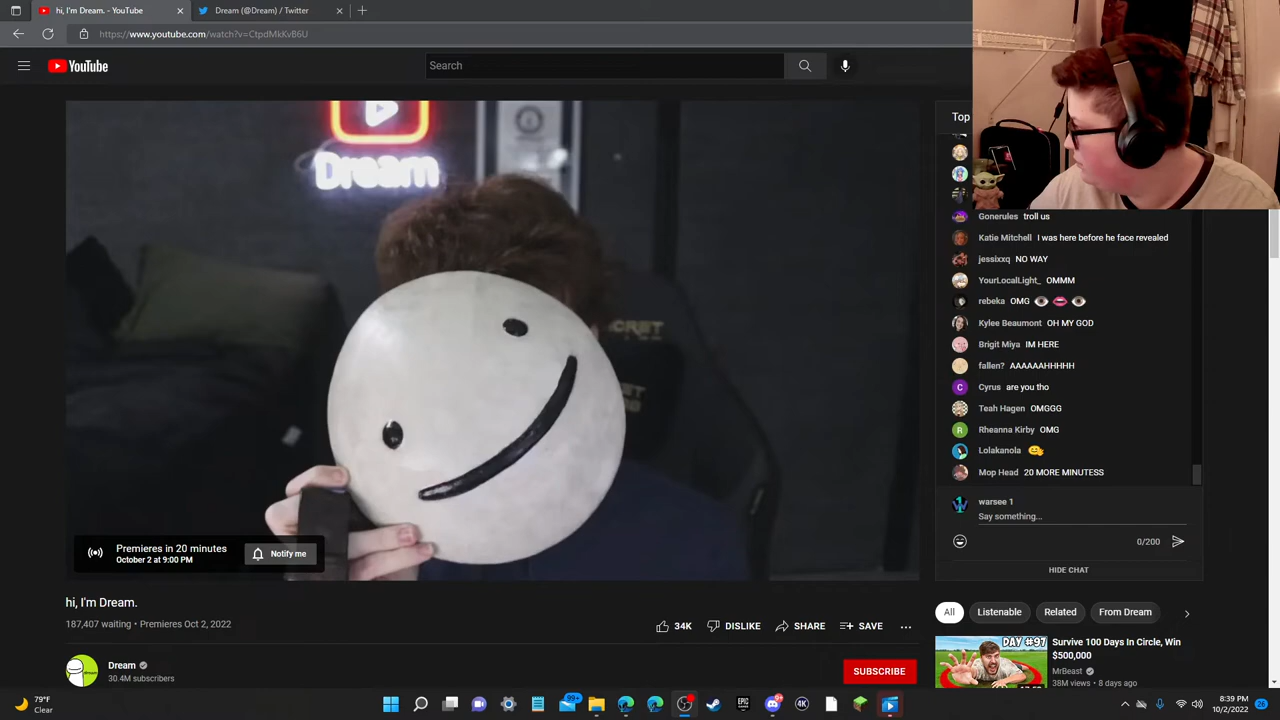 hi, I'm Dream. - YouTube
Dream (@Dream) / Twitter
https://www.youtube.com/watch?v=CtpdMkKvB6U
YouTube
Search
Dream
Top
Gonerules troll us
Katie Mitchell I was here before he face revealed
jessixxq NO WAY
YourLocalLight_ OMMM
rebeka OMG 👁️👄👁️
Kylee Beaumont OH MY GOD
Brigit Miya IM HERE
fallen? AAAAAAHHHHH
C Cyrus are you tho
Teah Hagen OMGGG
R Rheanna Kirby OMG
Lolakanola
Mop Head 20 MORE MINUTESS
warsee 1
Say something...
0/200
HIDE CHAT
Premieres in 20 minutes
October 2 at 9:00 PM
Notify me
hi, I'm Dream.
187,407 waiting • Premieres Oct 2, 2022
34K
DISLIKE
SHARE
SAVE
Dream
30.4M subscribers
SUBSCRIBE
All
Listenable
Related
From Dream
DAY #97
Survive 100 Days In Circle, Win
$500,000
MrBeast
38M views • 8 days ago
79°F
Clear
99+
EPIC
4K
8:39 PM
10/2/2022
26